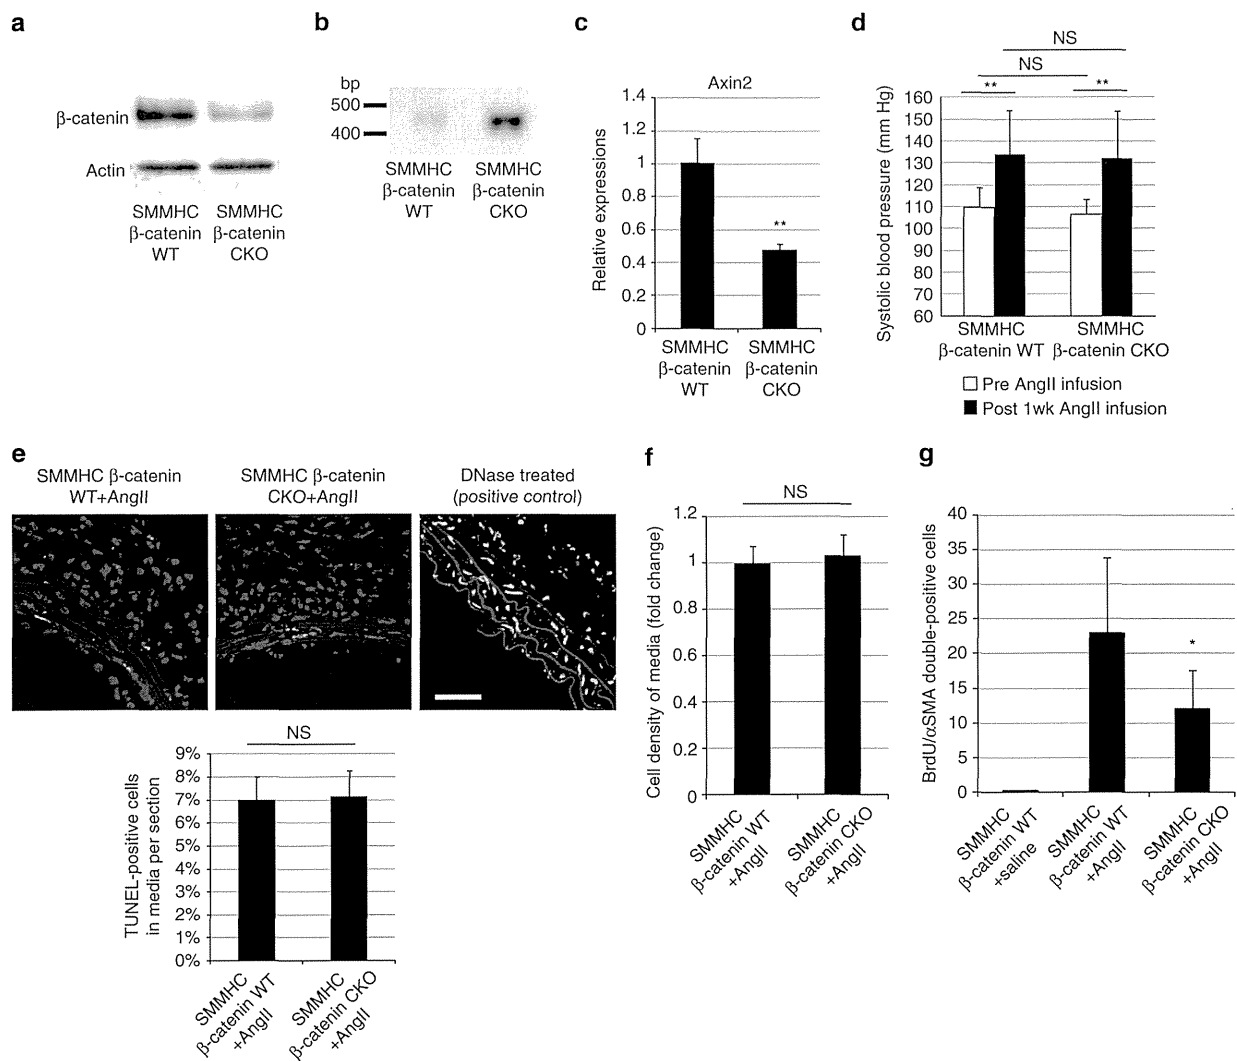 a
β-catenin
Actin
SMMHC
β-catenin
WT
SMMHC
β-catenin
CKO
b
bp
500
400
SMMHC
β-catenin
WT
SMMHC
β-catenin
CKO
c
Axin2
Relative expressions
1.4
1.2
1
0.8
0.6
0.4
0.2
0
**
SMMHC
β-catenin
WT
SMMHC
β-catenin
CKO
d
NS
NS
**
**
Systolic blood pressure (mm Hg)
160
150
140
130
120
110
100
90
80
70
60
SMMHC
β-catenin WT
SMMHC
β-catenin CKO
Pre AngII infusion
Post 1wk AngII infusion
e
SMMHC β-catenin
WT+AngII
SMMHC β-catenin
CKO+AngII
DNase treated
(positive control)
NS
TUNEL-positive cells
in media per section
9%
8%
7%
6%
5%
4%
3%
2%
1%
0%
SMMHC
β-catenin WT
+AngII
SMMHC
β-catenin CKO
+AngII
f
NS
Cell density of media (fold change)
1.2
1
0.8
0.6
0.4
0.2
0
SMMHC
β-catenin WT
+AngII
SMMHC
β-catenin CKO
+AngII
g
BrdU/αSMA double-positive cells
40
35
30
25
20
15
10
5
0
*
SMMHC
β-catenin WT
+saline
SMMHC
β-catenin WT
+AngII
SMMHC
β-catenin CKO
+AngII